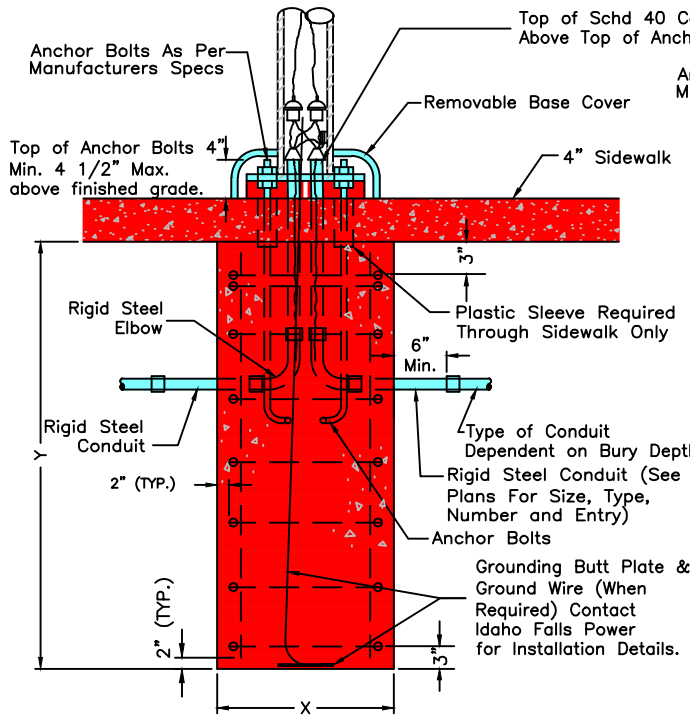 Top of Schd 40 C
Above Top of Anch
Anchor Bolts As Per
Manufacturers Specs
M
Removable Base Cover
Top of Anchor Bolts 4"
Min. 4 1/2" Max.
above finished grade.
4" Sidewalk
3"
Rigid Steel
Elbow
Plastic Sleeve Required
Through Sidewalk Only
6"
Min.
Rigid Steel
Conduit
Type of Conduit
Dependent on Bury Depth
Y
2" (TYP.)
Rigid Steel Conduit (See
Plans For Size, Type,
Number and Entry)
Anchor Bolts
Grounding Butt Plate &
Ground Wire (When
Required) Contact
Idaho Falls Power
for Installation Details.
2" (TYP.)
3"
X